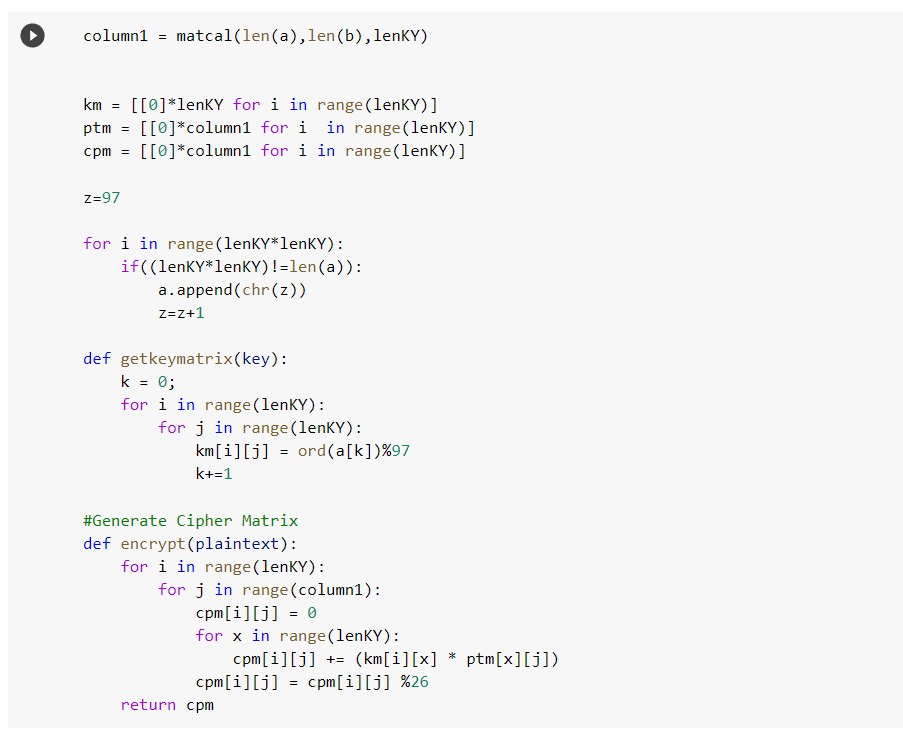 column1 = matcal(len(a),len(b),lenKY)
km = [[0]*lenKY for i in range(lenKY)]
ptm = [[0]*column1 for i  in range(lenKY)]
cpm = [[0]*column1 for i in range(lenKY)]
z=97
for i in range(lenKY*lenKY):
    if((lenKY*lenKY)!=len(a)):
        a.append(chr(z))
        z=z+1
def getkeymatrix(key):
    k = 0;
    for i in range(lenKY):
        for j in range(lenKY):
            km[i][j] = ord(a[k])%97
            k+=1
#Generate Cipher Matrix
def encrypt(plaintext):
    for i in range(lenKY):
        for j in range(column1):
            cpm[i][j] = 0
            for x in range(lenKY):
                cpm[i][j] += (km[i][x] * ptm[x][j])
            cpm[i][j] = cpm[i][j] %26
    return cpm